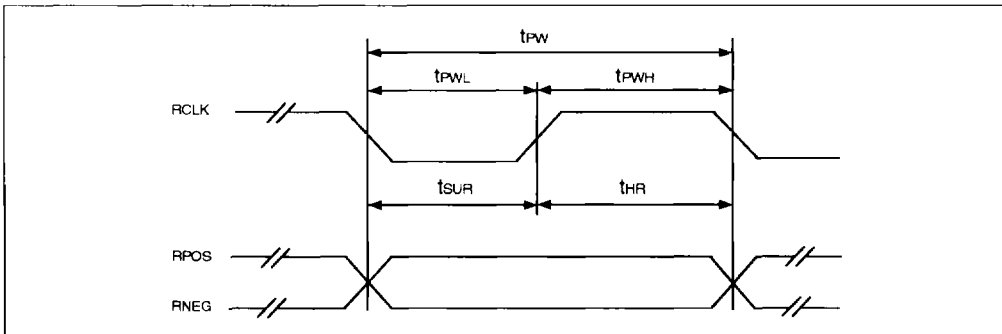 tPW
tPWL tPWH
RCLK
tSUR tHR
RPOS
RNEG